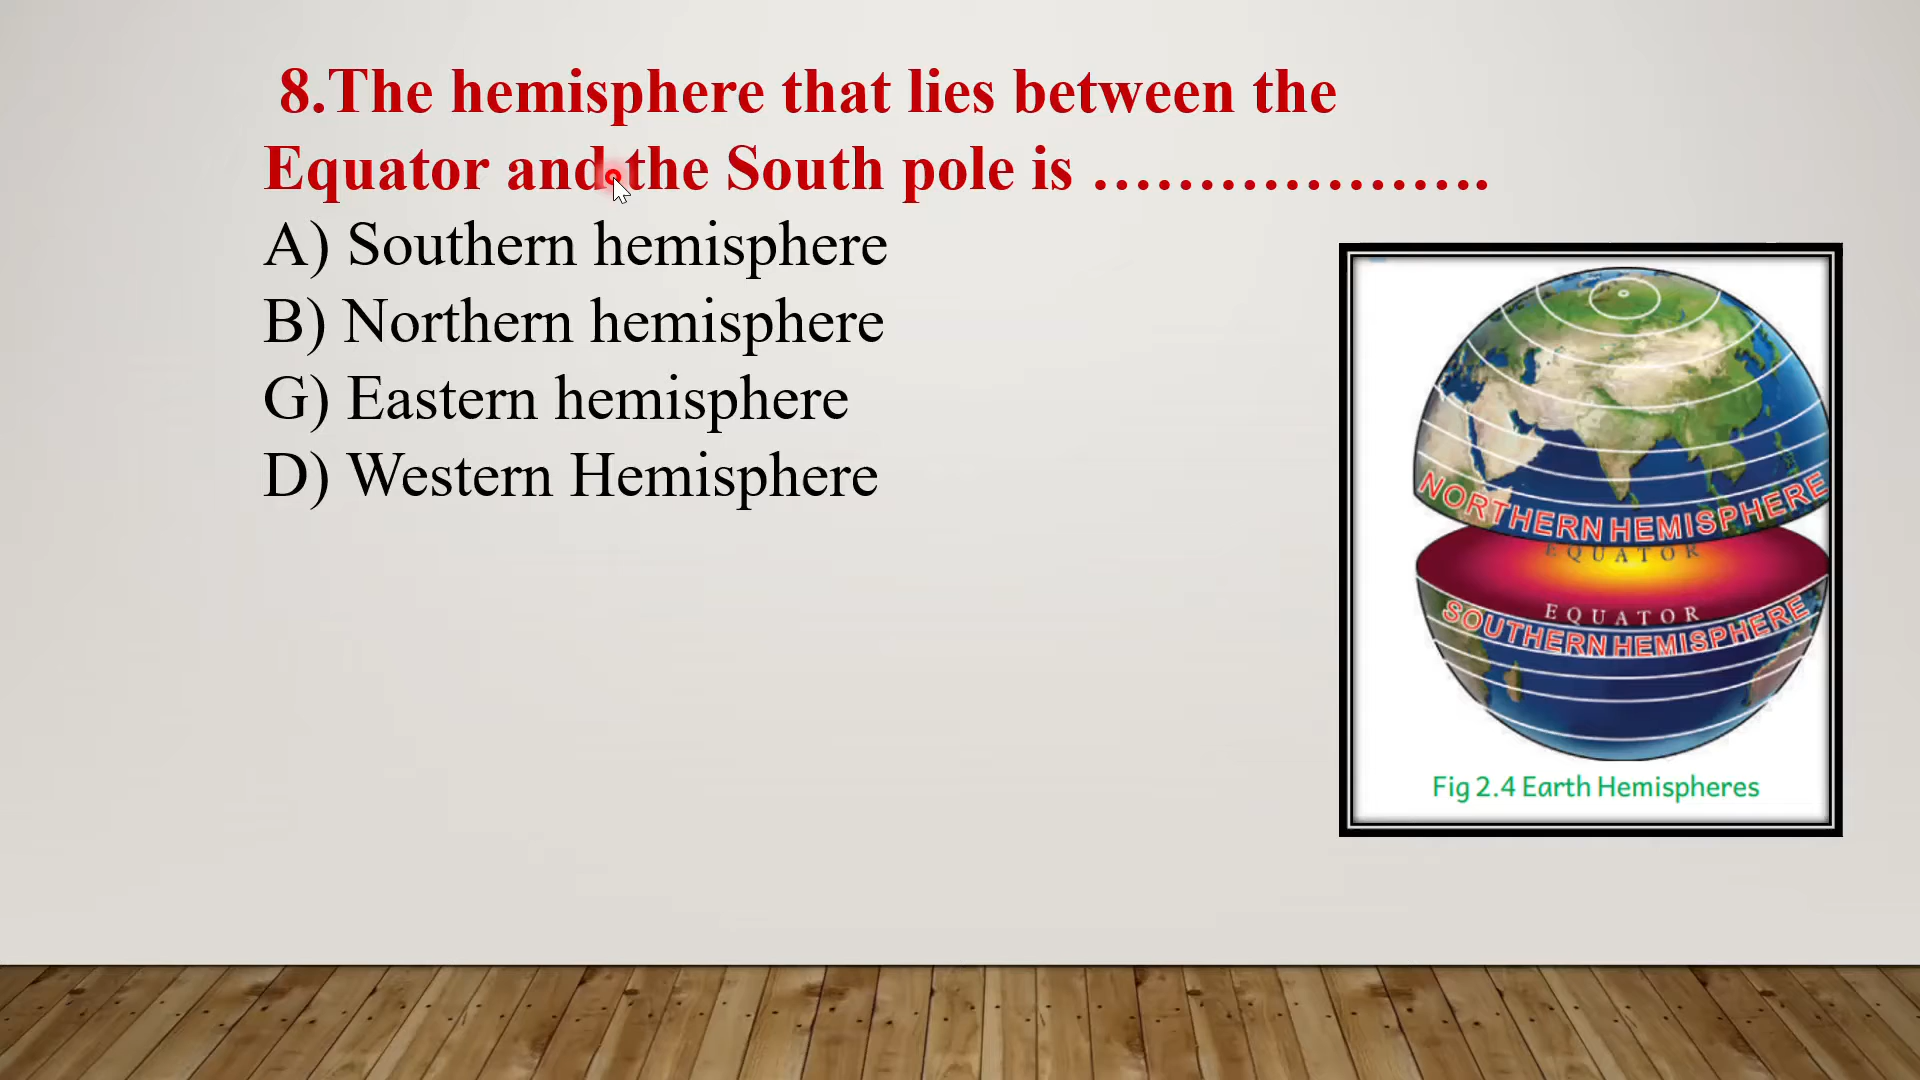 8.The hemisphere that lies between the
Equator and the South pole is ……………….
A) Southern hemisphere
B) Northern hemisphere
G) Eastern hemisphere
D) Western Hemisphere
NORTHERN HEMISPHERE
EQUATOR
EQUATOR
SOUTHERN HEMISPHERE
Fig 2.4 Earth Hemispheres